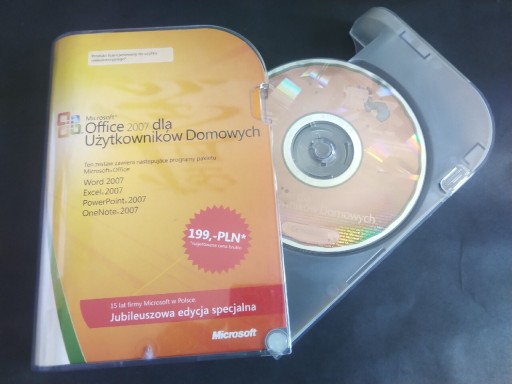 Microsoft®
Office 2007 dla
Użytkowników Domowych
Ten zestaw zawiera następujące programy pakietu
Microsoft Office
Word 2007
Excel 2007
PowerPoint 2007
OneNote 2007
199,-PLN*
15 lat firmy Microsoft w Polsce
Jubileuszowa edycja specjalna
Microsoft
Domowych